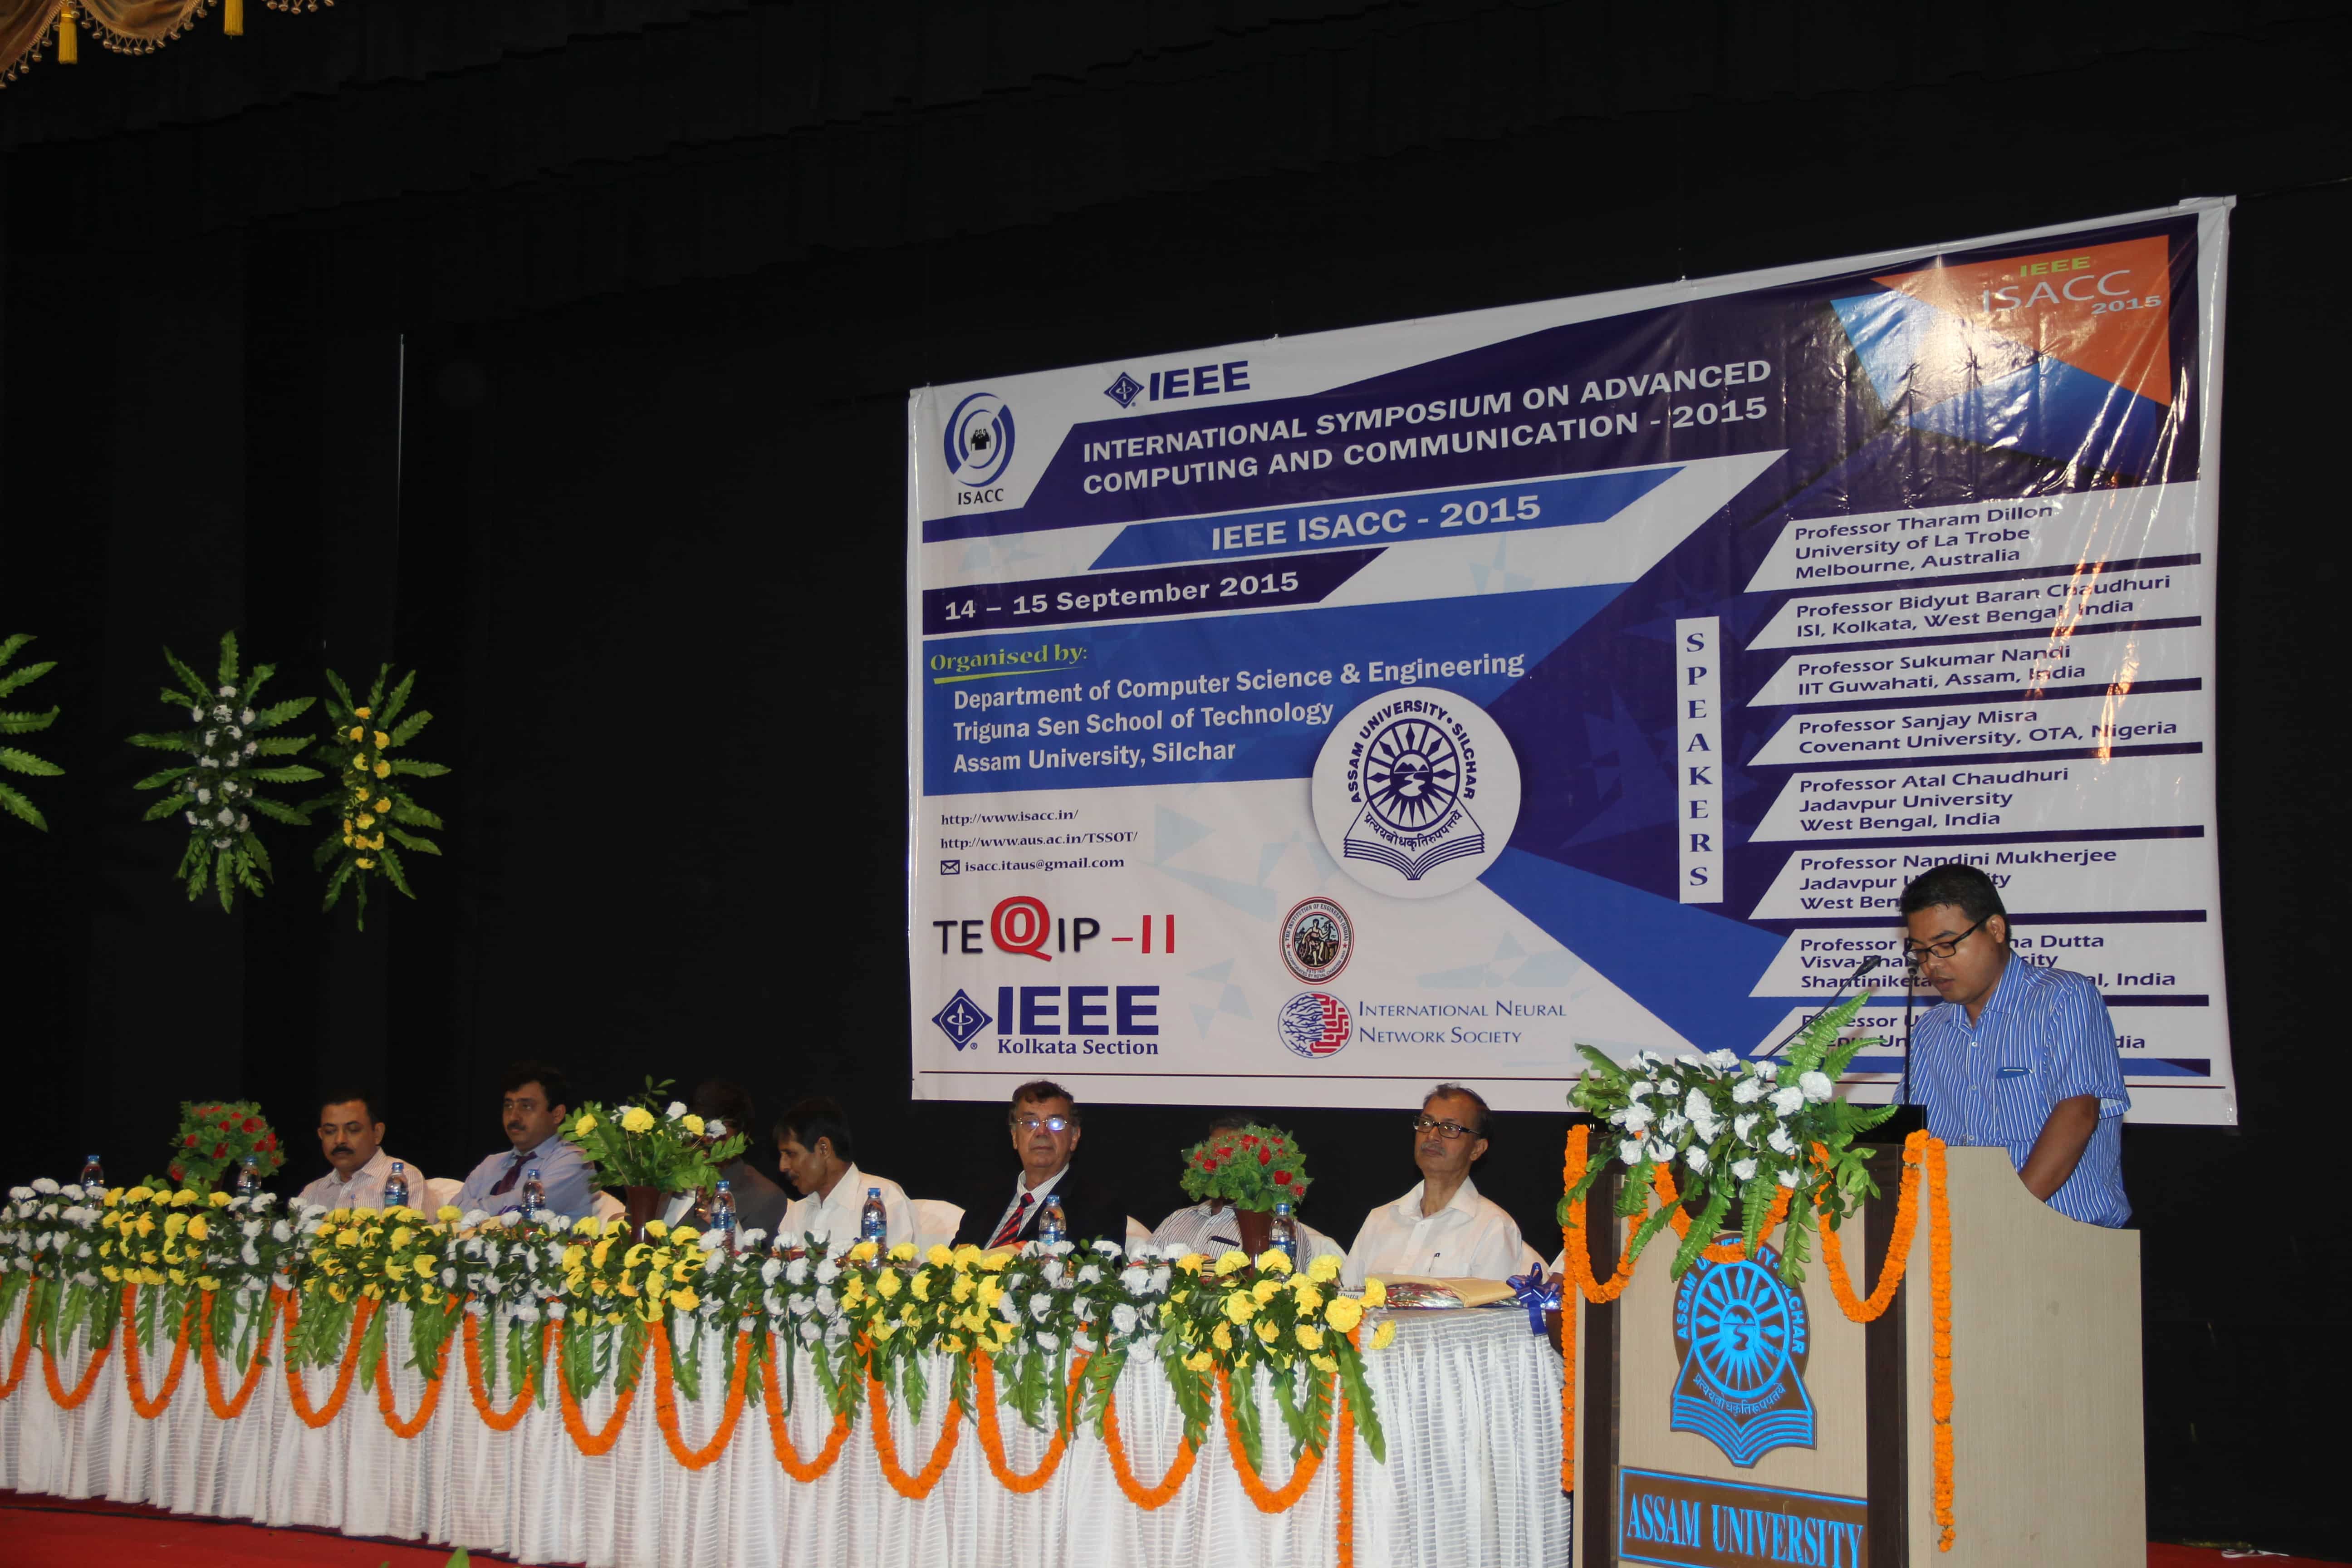 IEEE
ISACC
2015
ISACC
IEEE
INTERNATIONAL SYMPOSIUM ON ADVANCED
COMPUTING AND COMMUNICATION - 2015
IEEE ISACC - 2015
14 – 15 September 2015
Organised by:
Department of Computer Science & Engineering
Triguna Sen School of Technology
Assam University, Silchar
ASSAM UNIVERSITY • SILCHAR
http://www.isacc.in/
http://www.aus.ac.in/TSSOT/
isacc.itaus@gmail.com
TEQIP -II
IEEE
Kolkata Section
INTERNATIONAL NEURAL
NETWORK SOCIETY
SPEAKERS
Professor Tharam Dillon
University of La Trobe
Melbourne, Australia
Professor Bidyut Baran Chaudhuri
ISI, Kolkata, West Bengal, India
Professor Sukumar Nandi
IIT Guwahati, Assam, India
Professor Sanjay Misra
Covenant University, OTA, Nigeria
Professor Atal Chaudhuri
Jadavpur University
West Bengal, India
Professor Nandini Mukherjee
Jadavpur
West
Professor Dutta
India
ASSAM SILCHAR
ASSAM UNIVERSITY